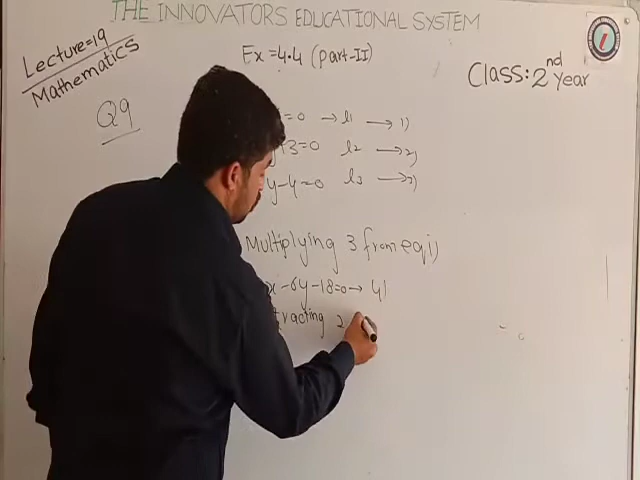 THE INNOVATORS EDUCATIONAL SYSTEM
Lecture=19
Mathematics
Ex=4.4 (part-II)
Class: 2nd year
Q9
=0 → l1 → 1)
+3=0 l2 → 2)
y-4=0 l3 → 3)
Multiplying 3 from eq i)
x-6y-18=0 → 4)
tracting 2